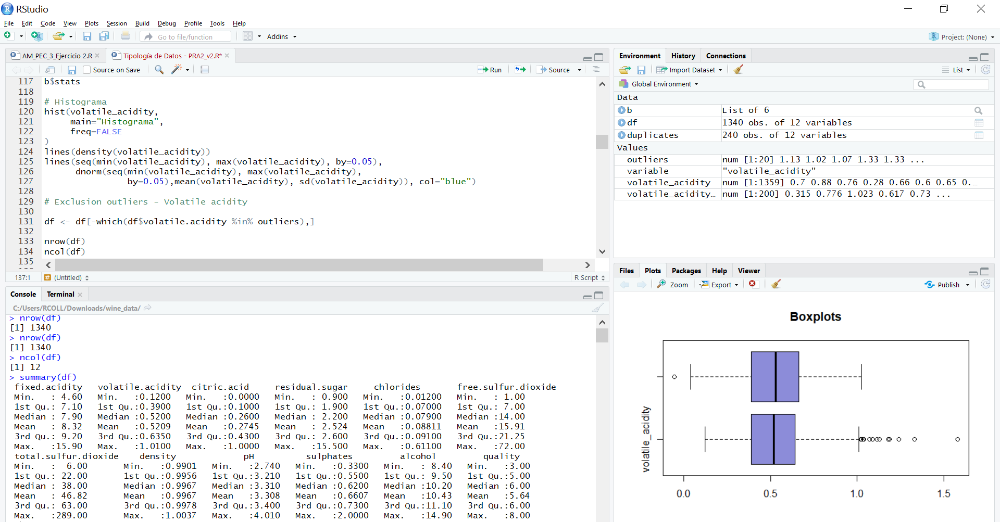 RStudio
File Edit Code View Plots Session Build Debug Profile Tools Help
Go to file/function
Addins
Project: (None)
AM_PEC_3_Ejercicio 2.R
Tipología de Datos - PRA2_v2.R*
Source on Save
Run
Source
117 b$stats
118
119 # Histograma
120 hist(volatile_acidity,
121      main="Histograma",
122      freq=FALSE
123 )
124 lines(density(volatile_acidity))
125 lines(seq(min(volatile_acidity), max(volatile_acidity), by=0.05),
126       dnorm(seq(min(volatile_acidity), max(volatile_acidity),
127                 by=0.05),mean(volatile_acidity), sd(volatile_acidity)), col="blue")
128
129 # Exclusion outliers - Volatile acidity
130
131 df <- df[-which(df$volatile.acidity %in% outliers),]
132
133 nrow(df)
134 ncol(df)
135
137:1
# (Untitled)
R Script
Console Terminal
C:/Users/RCOLL/Downloads/wine_data/
> nrow(df)
[1] 1340
> nrow(df)
[1] 1340
> ncol(df)
[1] 12
> summary(df)
fixed.acidity volatile.acidity citric.acid residual.sugar chlorides free.sulfur.dioxide
Min. : 4.60 Min. :0.1200 Min. :0.0000 Min. : 0.900 Min. :0.01200 Min. : 1.00
1st Qu.: 7.10 1st Qu.:0.3900 1st Qu.:0.1000 1st Qu.: 1.900 1st Qu.:0.07000 1st Qu.: 7.00
Median : 7.90 Median :0.5200 Median :0.2600 Median : 2.200 Median :0.07900 Median :14.00
Mean : 8.32 Mean :0.5209 Mean :0.2745 Mean : 2.524 Mean :0.08811 Mean :15.91
3rd Qu.: 9.20 3rd Qu.:0.6350 3rd Qu.:0.4300 3rd Qu.: 2.600 3rd Qu.:0.09100 3rd Qu.:21.25
Max. :15.90 Max. :1.0100 Max. :1.0000 Max. :15.500 Max. :0.61100 Max. :72.00
total.sulfur.dioxide density pH sulphates alcohol quality
Min. : 6.00 Min. :0.9901 Min. :2.740 Min. :0.3300 Min. : 8.40 Min. :3.00
1st Qu.: 22.00 1st Qu.:0.9956 1st Qu.:3.210 1st Qu.:0.5500 1st Qu.: 9.50 1st Qu.:5.00
Median : 38.00 Median :0.9967 Median :3.310 Median :0.6200 Median :10.20 Median :6.00
Mean : 46.82 Mean :0.9967 Mean :3.308 Mean :0.6607 Mean :10.43 Mean :5.64
3rd Qu.: 63.00 3rd Qu.:0.9978 3rd Qu.:3.400 3rd Qu.:0.7300 3rd Qu.:11.10 3rd Qu.:6.00
Max. :289.00 Max. :1.0037 Max. :4.010 Max. :2.0000 Max. :14.90 Max. :8.00
Environment History Connections
Import Dataset
List
Global Environment
Data
b List of 6
df 1340 obs. of 12 variables
duplicates 240 obs. of 12 variables
Values
outliers num [1:20] 1.13 1.02 1.07 1.33 1.33 ...
variable "volatile_acidity"
volatile_acidity num [1:1359] 0.7 0.88 0.76 0.28 0.66 0.6 0.65 0.…
volatile_acidity… num [1:200] 0.315 0.776 1.023 0.617 0.73 ...
Files Plots Packages Help Viewer
Zoom Export Publish
Boxplots
volatile_acidity
0.0 0.5 1.0 1.5